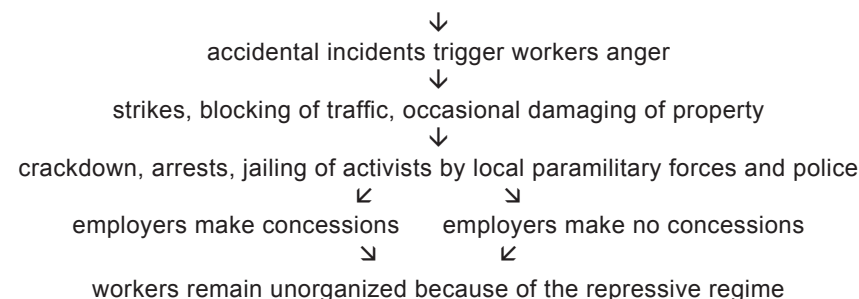 ↓
accidental incidents trigger workers anger
↓
strikes, blocking of traffic, occasional damaging of property
↓
crackdown, arrests, jailing of activists by local paramilitary forces and police
↙ ↘
employers make concessions employers make no concessions
↘ ↙
workers remain unorganized because of the repressive regime